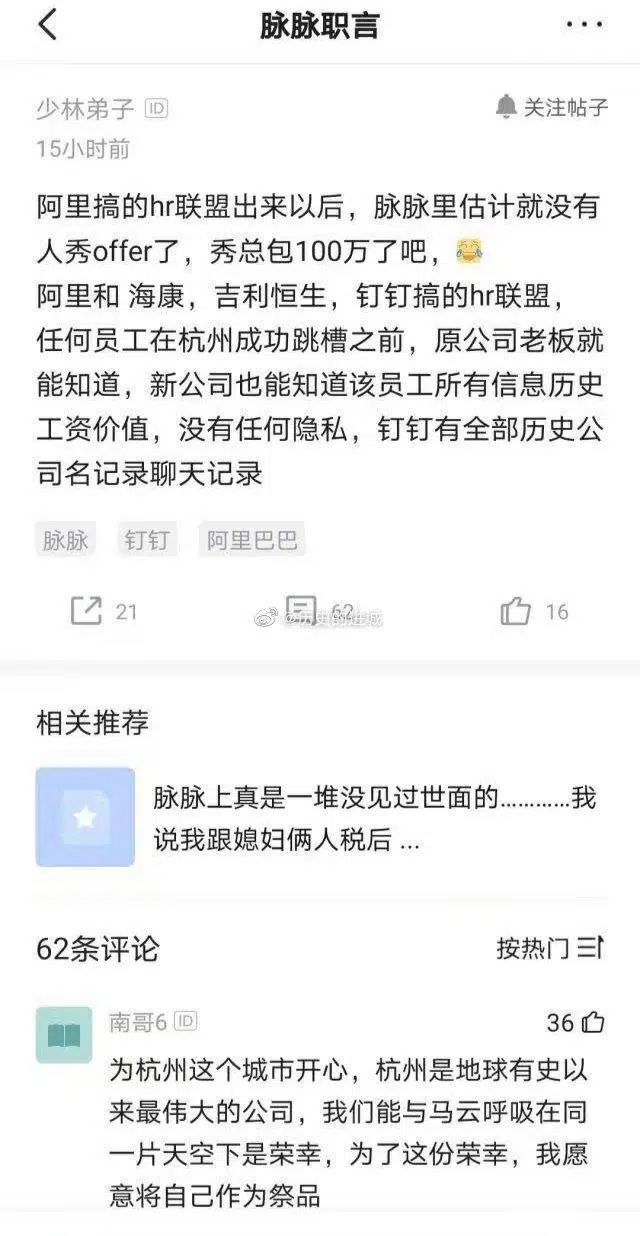 脉脉职言
少林弟子 ID
关注帖子
15小时前
阿里搞的hr联盟出来以后，脉脉里估计就没有
人秀offer了，秀总包100万了吧，😂
阿里和 海康，吉利恒生，钉钉搞的hr联盟，
任何员工在杭州成功跳槽之前，原公司老板就
能知道，新公司也能知道该员工所有信息历史
工资价值，没有任何隐私，钉钉有全部历史公
司名记录聊天记录
脉脉 钉钉 阿里巴巴
21 62 16
@历史的进城
相关推荐
脉脉上真是一堆没见过世面的…………我
说我跟媳妇俩人税后 ...
62条评论
按热门
南哥6 ID
36
为杭州这个城市开心，杭州是地球有史以
来最伟大的公司，我们能与马云呼吸在同
一片天空下是荣幸，为了这份荣幸，我愿
意将自己作为祭品